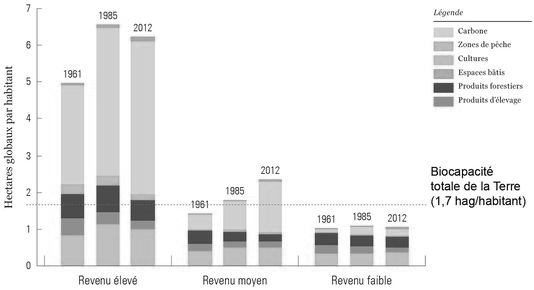 Hectares globaux par habitant
7
6
5
4
3
2
1
0
1961
1985
2012
1961
1985
2012
1961
1985
2012
Revenu élevé
Revenu moyen
Revenu faible
Légende
Carbone
Zones de pêche
Cultures
Espaces bâtis
Produits forestiers
Produits d'élevage
Biocapacité
totale de la Terre
(1,7 hag/habitant)